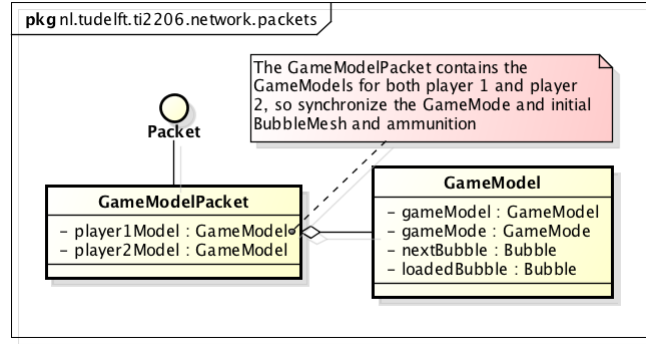 pkg nl.tudelft.ti2206.network.packets
The GameModelPacket contains the
GameModels for both player 1 and player
2, so synchronize the GameMode and initial
BubbleMesh and ammunition
Packet
GameModelPacket
- player1Model : GameModel
- player2Model : GameModel
GameModel
- gameModel : GameModel
- gameMode : GameMode
- nextBubble : Bubble
- loadedBubble : Bubble